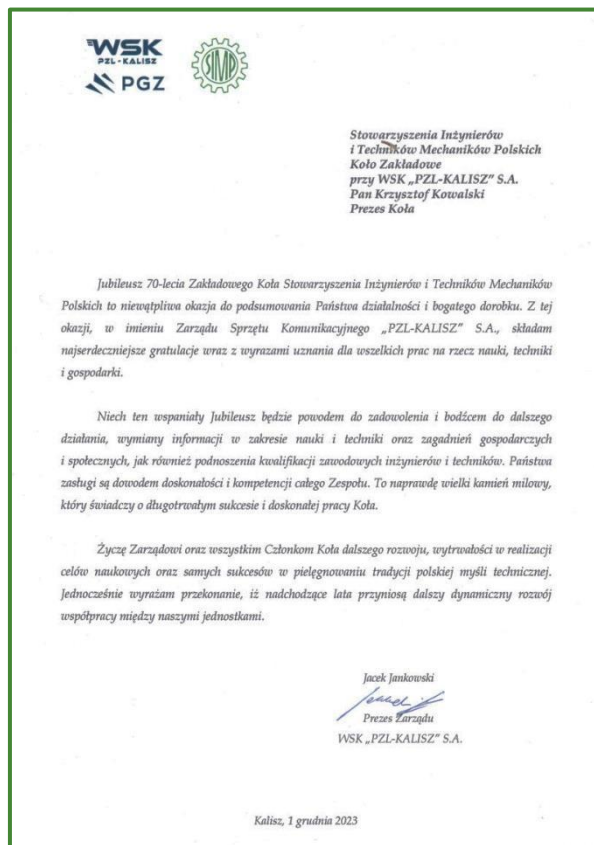 WSK
PZL-KALISZ
PGZ
SIMP
Stowarzyszenia Inżynierów
i Techników Mechaników Polskich
Koło Zakładowe
przy WSK „PZL-KALISZ” S.A.
Pan Krzysztof Kowalski
Prezes Koła
Jubileusz 70-lecia Zakładowego Koła Stowarzyszenia Inżynierów i Techników Mechaników
Polskich to niewątpliwa okazja do podsumowania Państwa działalności i bogatego dorobku. Z tej
okazji, w imieniu Zarządu Sprzętu Komunikacyjnego „PZL-KALISZ” S.A., składam
najserdeczniejsze gratulacje wraz z wyrazami uznania dla wszelkich prac na rzecz nauki, techniki
i gospodarki.
Niech ten wspaniały Jubileusz będzie powodem do zadowolenia i bodźcem do dalszego
działania, wymiany informacji w zakresie nauki i techniki oraz zagadnień gospodarczych
i społecznych, jak również podnoszenia kwalifikacji zawodowych inżynierów i techników. Państwa
zasługi są dowodem doskonałości i kompetencji całego Zespołu. To naprawdę wielki kamień milowy,
który świadczy o długotrwałym sukcesie i doskonałej pracy Koła.
Życzę Zarządowi oraz wszystkim Członkom Koła dalszego rozwoju, wytrwałości w realizacji
celów naukowych oraz samych sukcesów w pielęgnowaniu tradycji polskiej myśli technicznej.
Jednocześnie wyrażam przekonanie, iż nadchodzące lata przyniosą dalszy dynamiczny rozwój
współpracy między naszymi jednostkami.
Jacek Jankowski
Prezes Zarządu
WSK „PZL-KALISZ” S.A.
Kalisz, 1 grudnia 2023